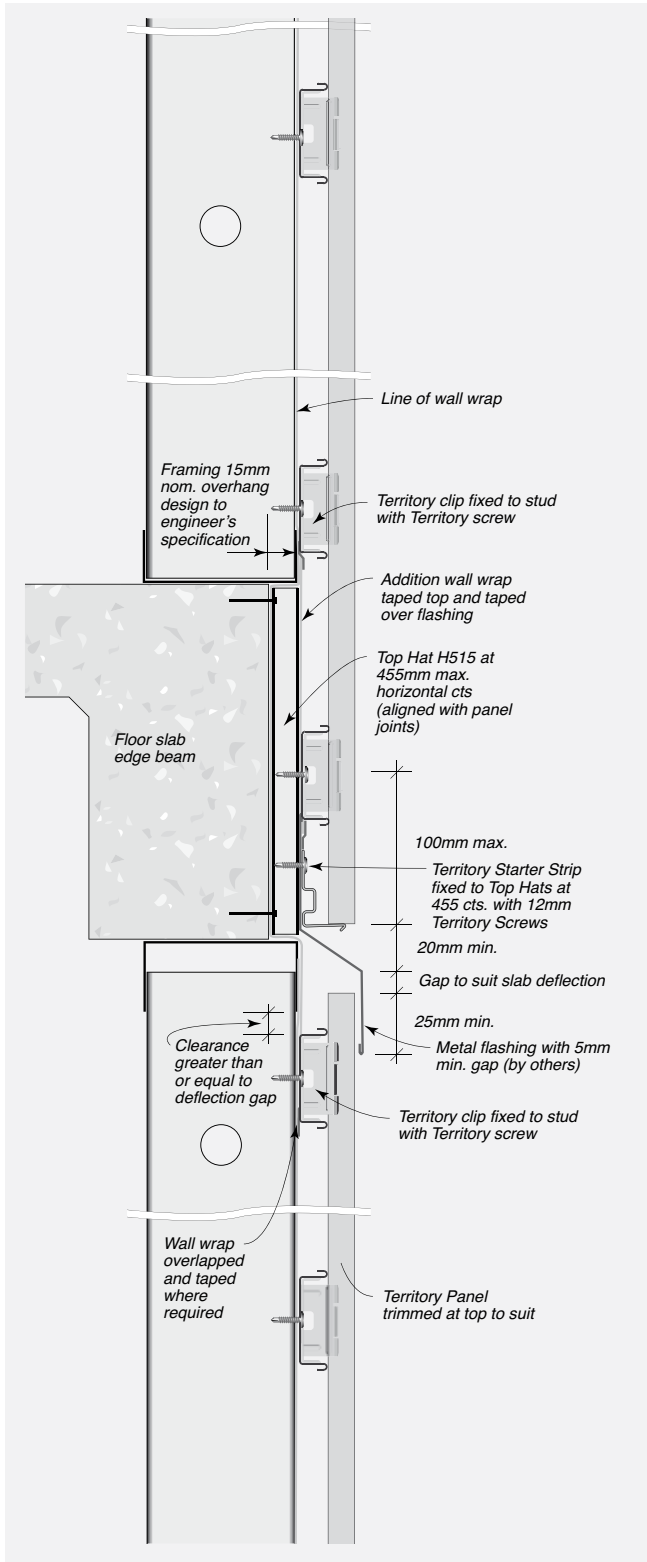 Line of wall wrap
Framing 15mm
nom. overhang
design to
engineer’s
specification
Territory clip fixed to stud
with Territory screw
Addition wall wrap
taped top and taped
over flashing
Top Hat H515 at
455mm max.
horizontal cts
(aligned with panel
joints)
Floor slab
edge beam
100mm max.
Territory Starter Strip
fixed to Top Hats at
455 cts. with 12mm
Territory Screws
20mm min.
Gap to suit slab deflection
25mm min.
Metal flashing with 5mm
min. gap (by others)
Clearance
greater than
or equal to
deflection gap
Territory clip fixed to stud
with Territory screw
Wall wrap
overlapped
and taped
where
required
Territory Panel
trimmed at top to suit